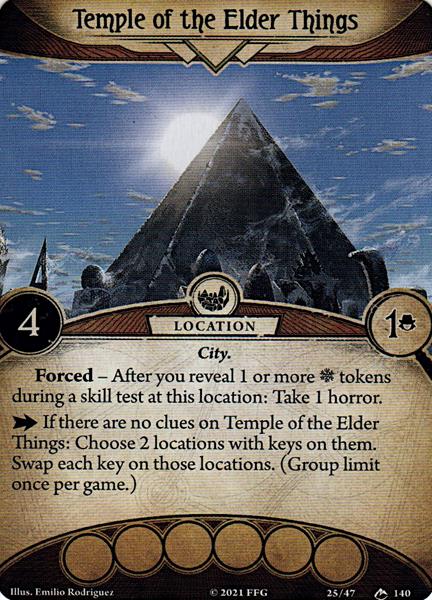 Temple of the Elder Things
4
LOCATION
1
City.
Forced – After you reveal 1 or more tokens
during a skill test at this location: Take 1 horror.
If there are no clues on Temple of the Elder
Things: Choose 2 locations with keys on them.
Swap each key on those locations. (Group limit
once per game.)
Illus. Emilio Rodriguez © 2021 FFG 25/47 140